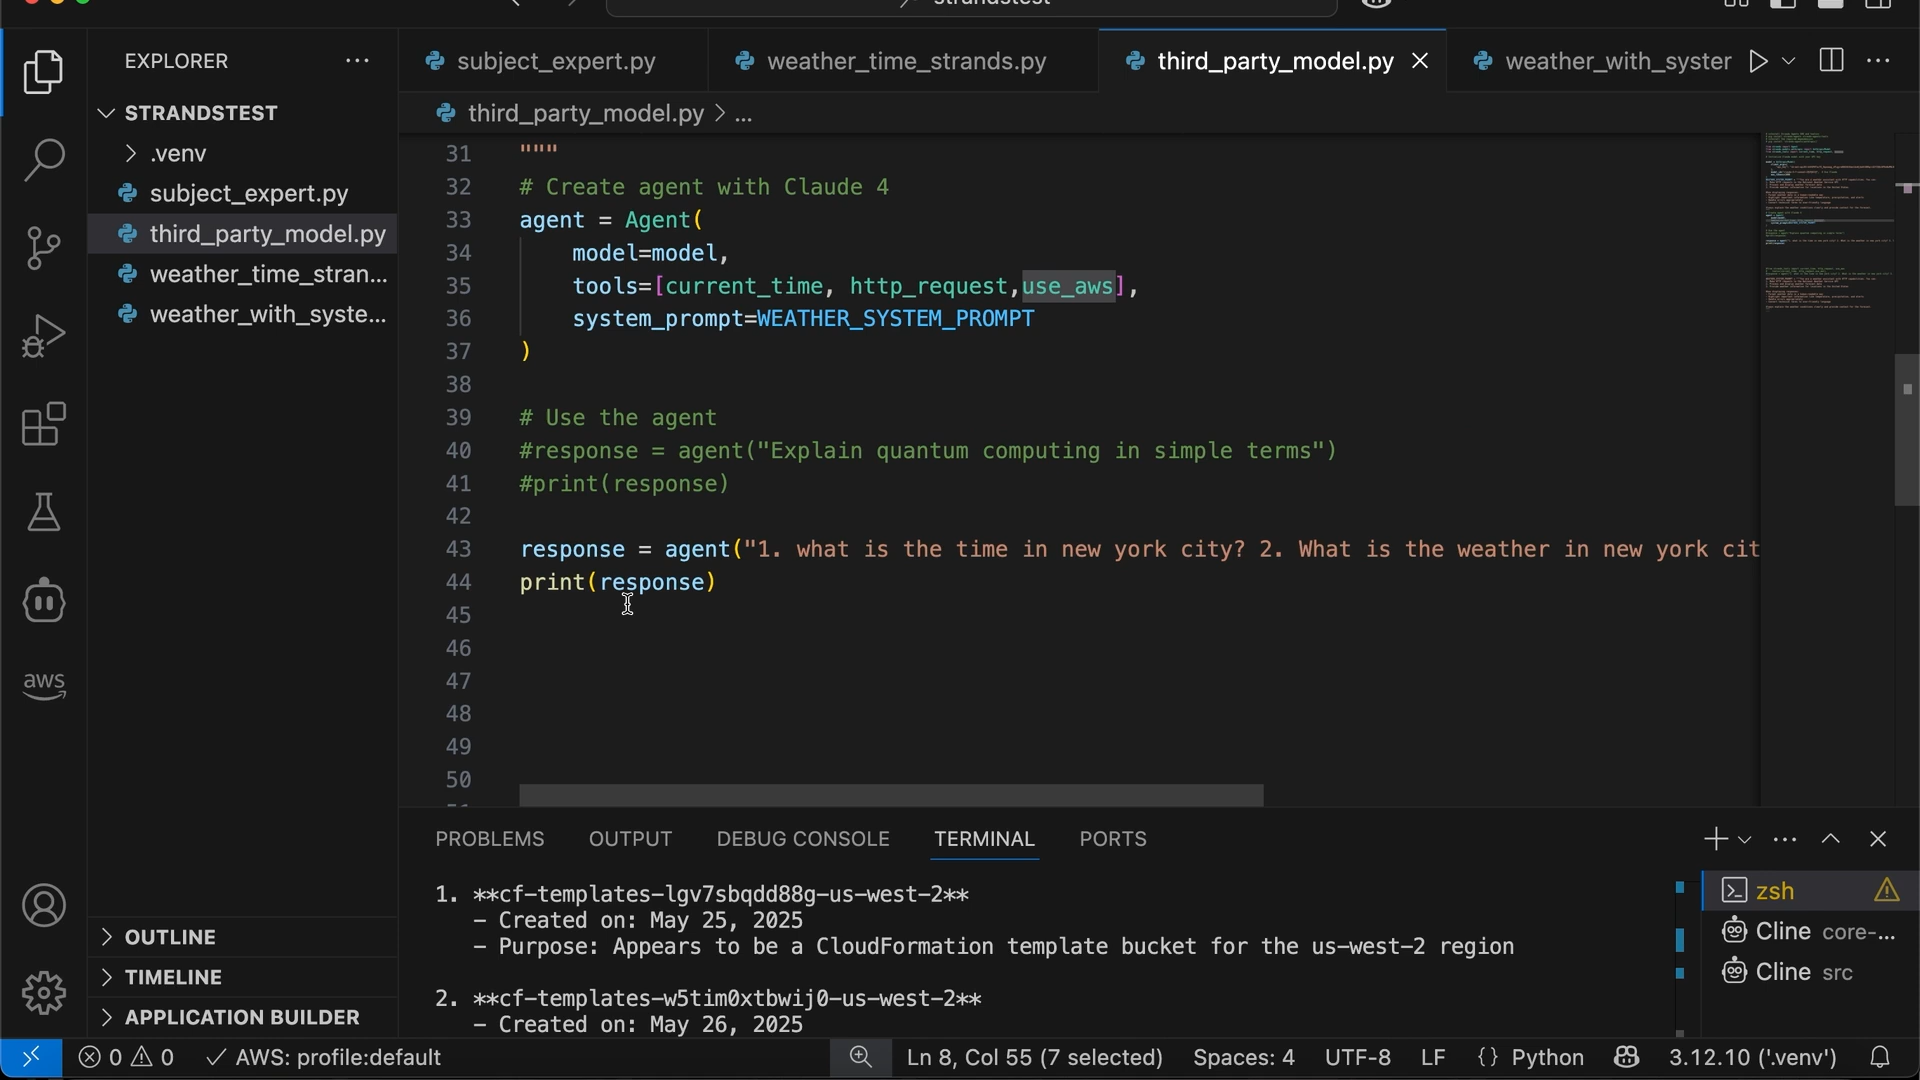 EXPLORER
STRANDSTEST
.venv
subject_expert.py
third_party_model.py
weather_time_stran...
weather_with_syste...
OUTLINE
TIMELINE
APPLICATION BUILDER
aws
subject_expert.py
weather_time_strands.py
third_party_model.py
weather_with_syster
third_party_model.py > ...
31 """
32 # Create agent with Claude 4
33 agent = Agent(
34 model=model,
35 tools=[current_time, http_request,use_aws],
36 system_prompt=WEATHER_SYSTEM_PROMPT
37 )
38
39 # Use the agent
40 #response = agent("Explain quantum computing in simple terms")
41 #print(response)
42
43 response = agent("1. what is the time in new york city? 2. What is the weather in new york cit
44 print(response)
45
46
47
48
49
50
PROBLEMS OUTPUT DEBUG CONSOLE TERMINAL PORTS
1. **cf-templates-lgv7sbqdd88g-us-west-2**
- Created on: May 25, 2025
- Purpose: Appears to be a CloudFormation template bucket for the us-west-2 region
2. **cf-templates-w5tim0xtbwij0-us-west-2**
- Created on: May 26, 2025
zsh
Cline core-...
Cline src
0 0 AWS: profile:default
Ln 8, Col 55 (7 selected) Spaces: 4 UTF-8 LF {} Python 3.12.10 ('.venv')